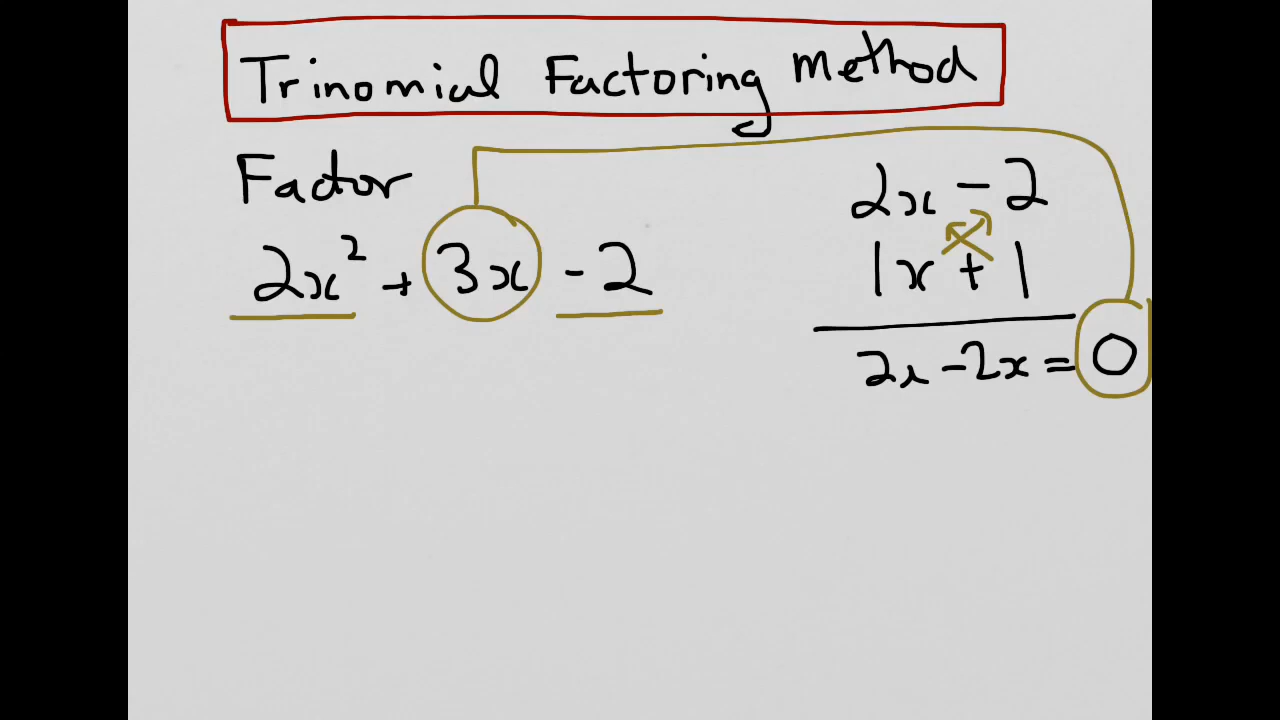 Trinomial Factoring Method
Factor
2x² + 3x - 2
2x - 2
1x + 1
2x - 2x = 0